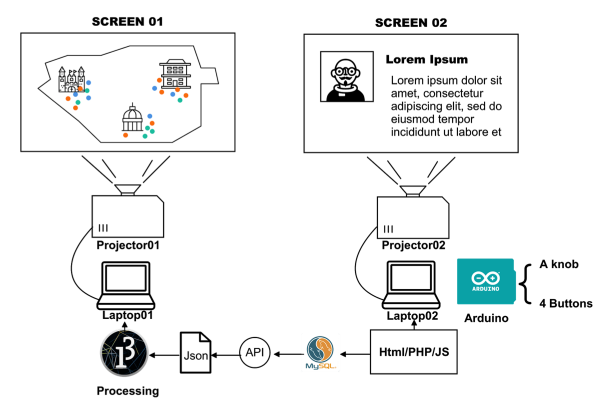 SCREEN 01
SCREEN 02
Lorem Ipsum
Lorem ipsum dolor sit
amet, consectetur
adipiscing elit, sed do
eiusmod tempor
incididunt ut labore et
Projector01
Projector02
Laptop01
Laptop02
ARDUINO
Arduino
A knob
4 Buttons
Processing
Json
API
MySQL
Html/PHP/JS